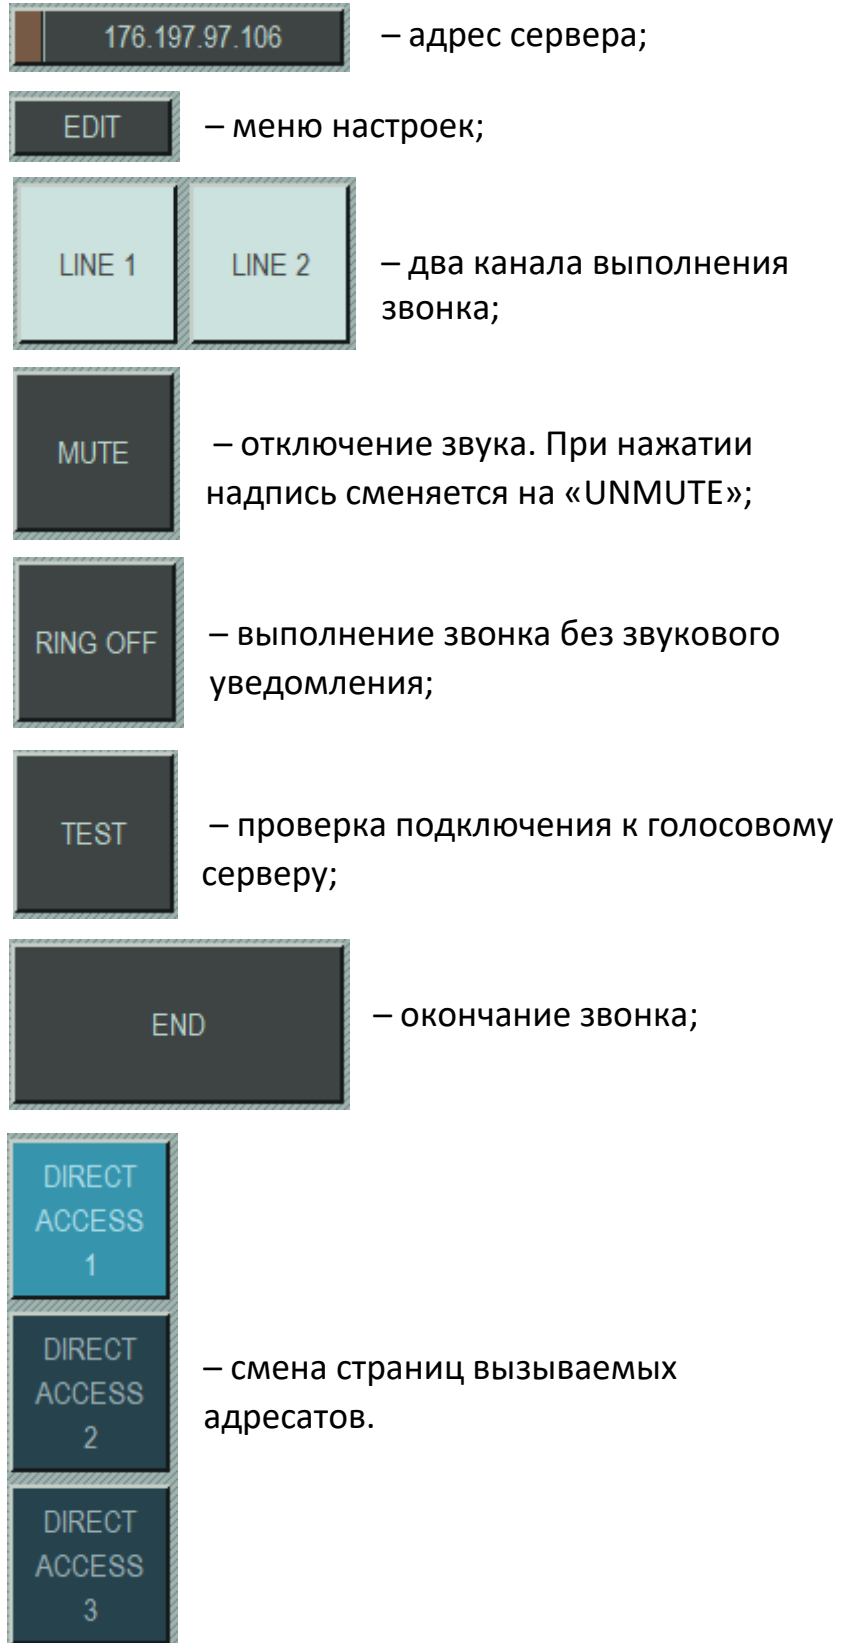 176.197.97.106
– адрес сервера;
EDIT
– меню настроек;
LINE 1
LINE 2
– два канала выполнения
звонка;
MUTE
– отключение звука. При нажатии
надпись сменяется на «UNMUTE»;
RING OFF
– выполнение звонка без звукового
уведомления;
TEST
– проверка подключения к голосовому
серверу;
END
– окончание звонка;
DIRECT
ACCESS
1
DIRECT
ACCESS
2
– смена страниц вызываемых
адресатов.
DIRECT
ACCESS
3